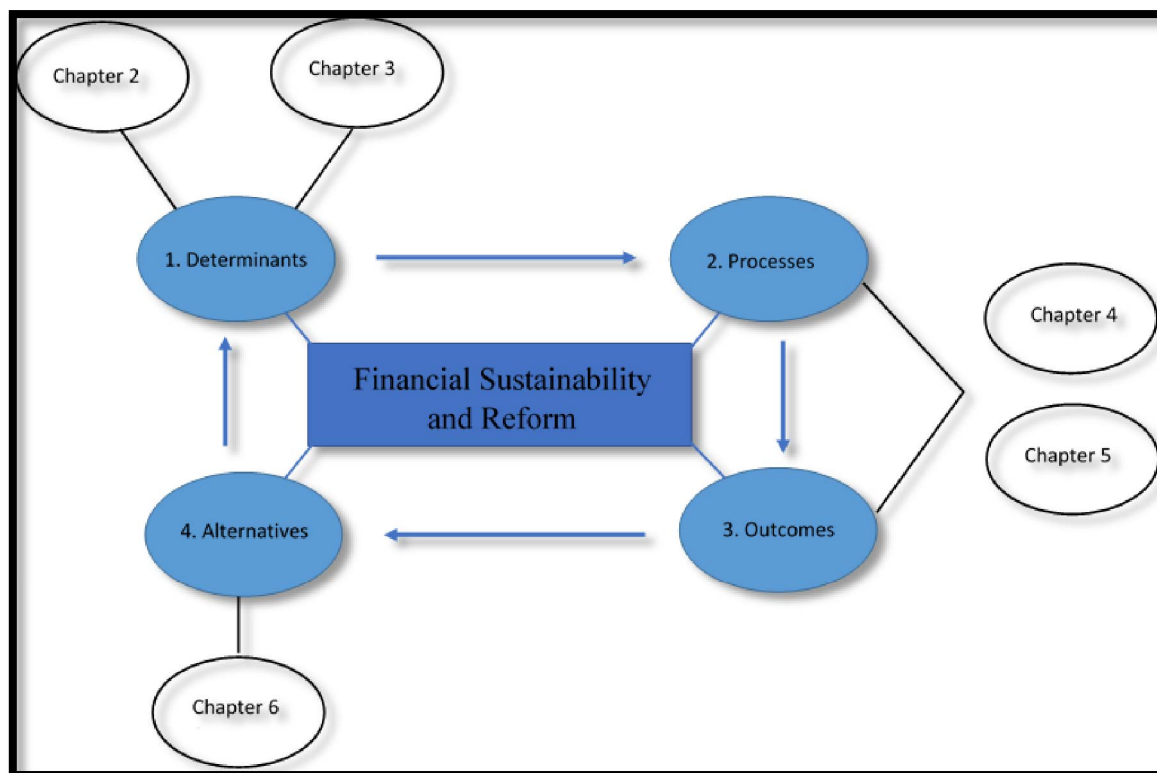 Chapter 2
Chapter 3
1. Determinants
2. Processes
Chapter 4
Financial Sustainability
and Reform
Chapter 5
4. Alternatives
3. Outcomes
Chapter 6